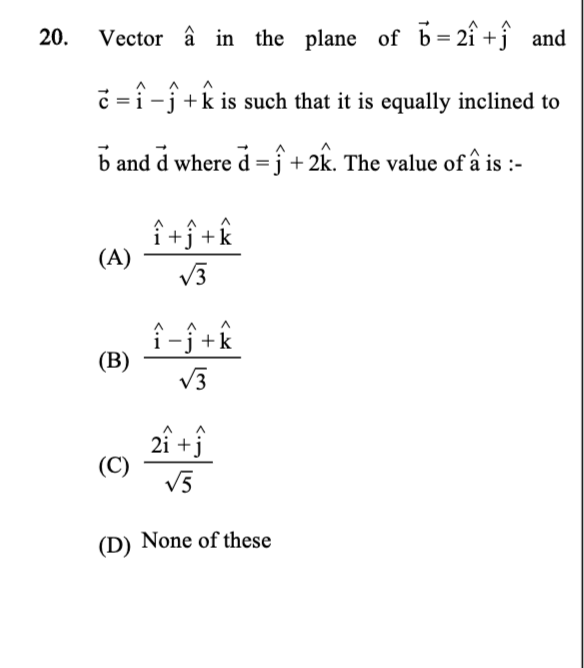 20. Vector â in the plane of b⃗ = 2î + ĵ and
c⃗ = î − ĵ + k̂ is such that it is equally inclined to
b⃗ and d⃗ where d⃗ = ĵ + 2k̂. The value of â is :-
(A) (î + ĵ + k̂)/√3
(B) (î − ĵ + k̂)/√3
(C) (2î + ĵ)/√5
(D) None of these